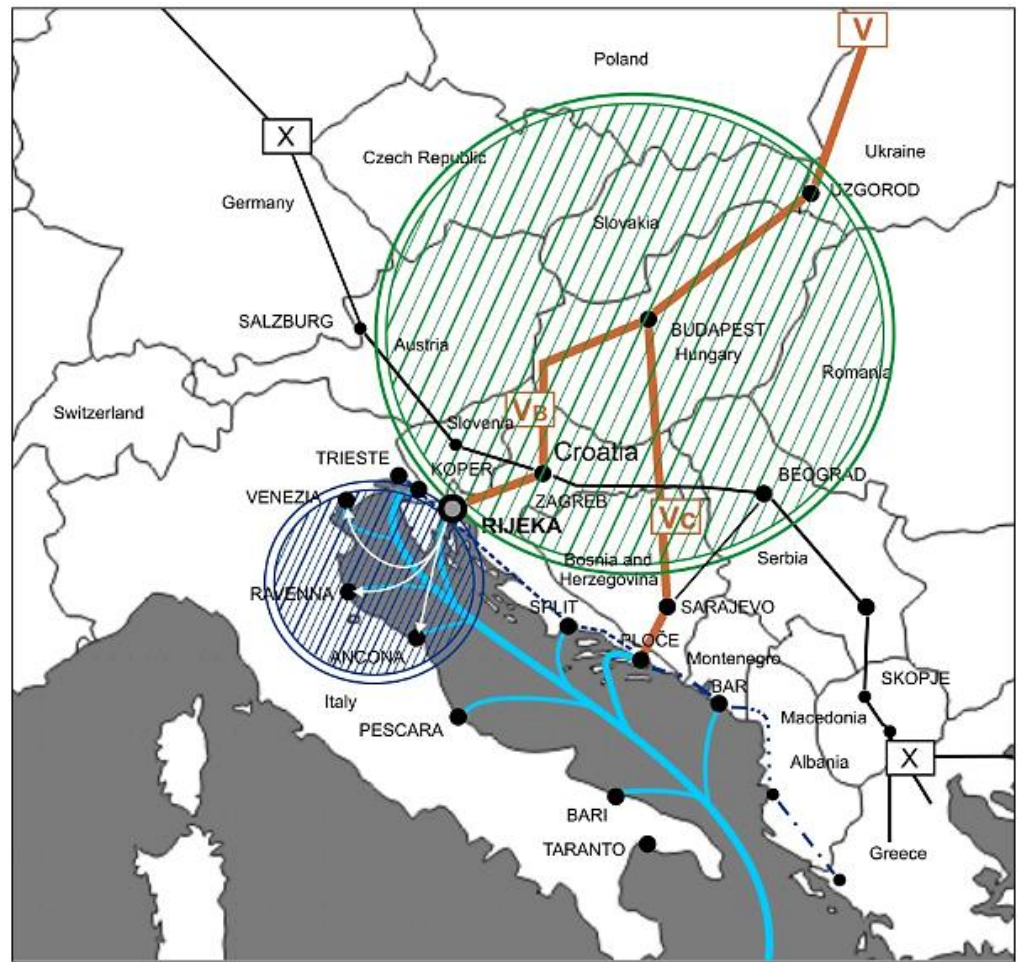 V
Poland
X
Czech Republic
Ukraine
UZGOROD
Germany
Slovakia
SALZBURG
BUDAPEST
Austria
Hungary
Romania
Switzerland
VB
Slovenia
Croatia
TRIESTE
KOPER
BEOGRAD
VENEZIA
ZAGREB
RIJEKA
VC
Bosnia and
Herzegovina
Serbia
RAVENNA
SPLIT
SARAJEVO
PLOČE
ANCONA
Montenegro
SKOPJE
BAR
Italy
Macedonia
PESCARA
X
Albania
BARI
TARANTO
Greece